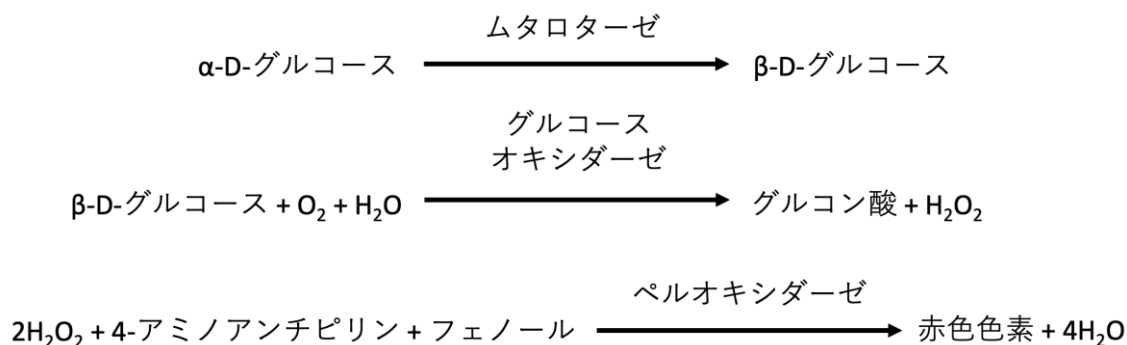 ムタロターゼ
α-D-グルコース β-D-グルコース
グルコース
オキシダーゼ
β-D-グルコース + O₂ + H₂O グルコン酸 + H₂O₂
ペルオキシダーゼ
2H₂O₂ + 4-アミノアンチピリン + フェノール 赤色色素 + 4H₂O